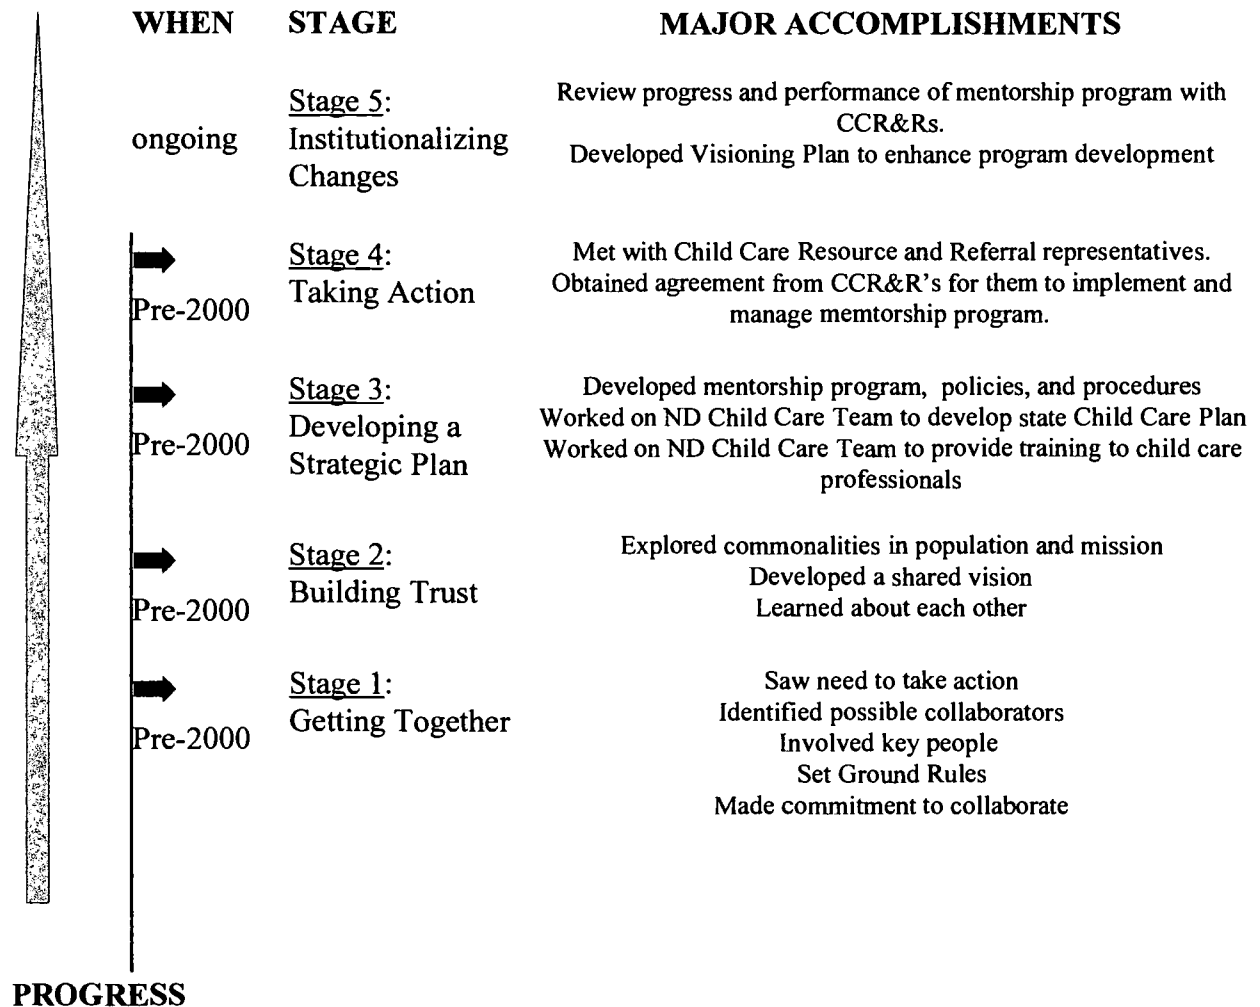 WHEN STAGE MAJOR ACCOMPLISHMENTS
ongoing
Stage 5:
Institutionalizing
Changes
Review progress and performance of mentorship program with
CCR&Rs.
Developed Visioning Plan to enhance program development
Pre-2000
Stage 4:
Taking Action
Met with Child Care Resource and Referral representatives.
Obtained agreement from CCR&R's for them to implement and
manage memtorship program.
Pre-2000
Stage 3:
Developing a
Strategic Plan
Developed mentorship program, policies, and procedures
Worked on ND Child Care Team to develop state Child Care Plan
Worked on ND Child Care Team to provide training to child care
professionals
Pre-2000
Stage 2:
Building Trust
Explored commonalities in population and mission
Developed a shared vision
Learned about each other
Pre-2000
Stage 1:
Getting Together
Saw need to take action
Identified possible collaborators
Involved key people
Set Ground Rules
Made commitment to collaborate
PROGRESS